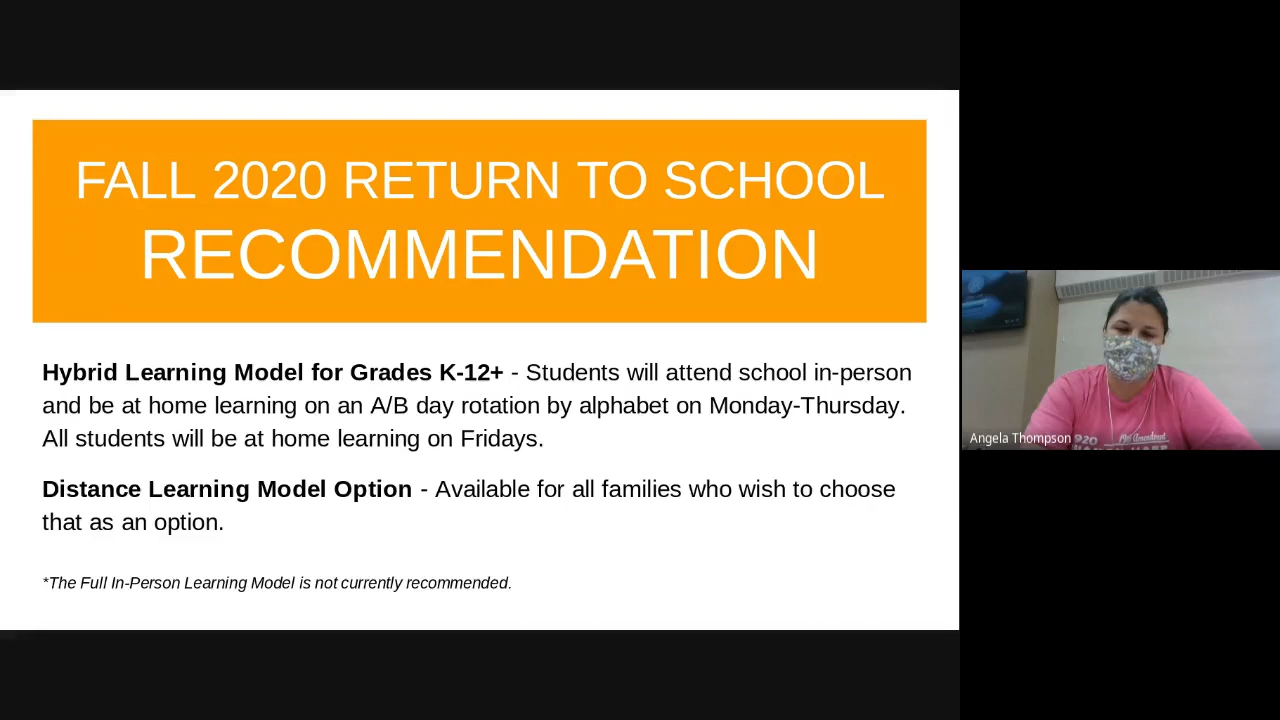 FALL 2020 RETURN TO SCHOOL
RECOMMENDATION
Hybrid Learning Model for Grades K-12+ - Students will attend school in-person
and be at home learning on an A/B day rotation by alphabet on Monday-Thursday.
All students will be at home learning on Fridays.
Distance Learning Model Option - Available for all families who wish to choose
that as an option.
*The Full In-Person Learning Model is not currently recommended.
Angela Thompson
920
19th Amendment